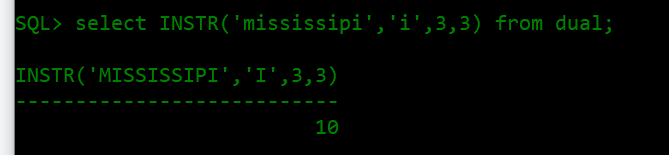 SQL> select INSTR('mississipi','i',3,3) from dual;
INSTR('MISSISSIPI','I',3,3)
---------------------------
10